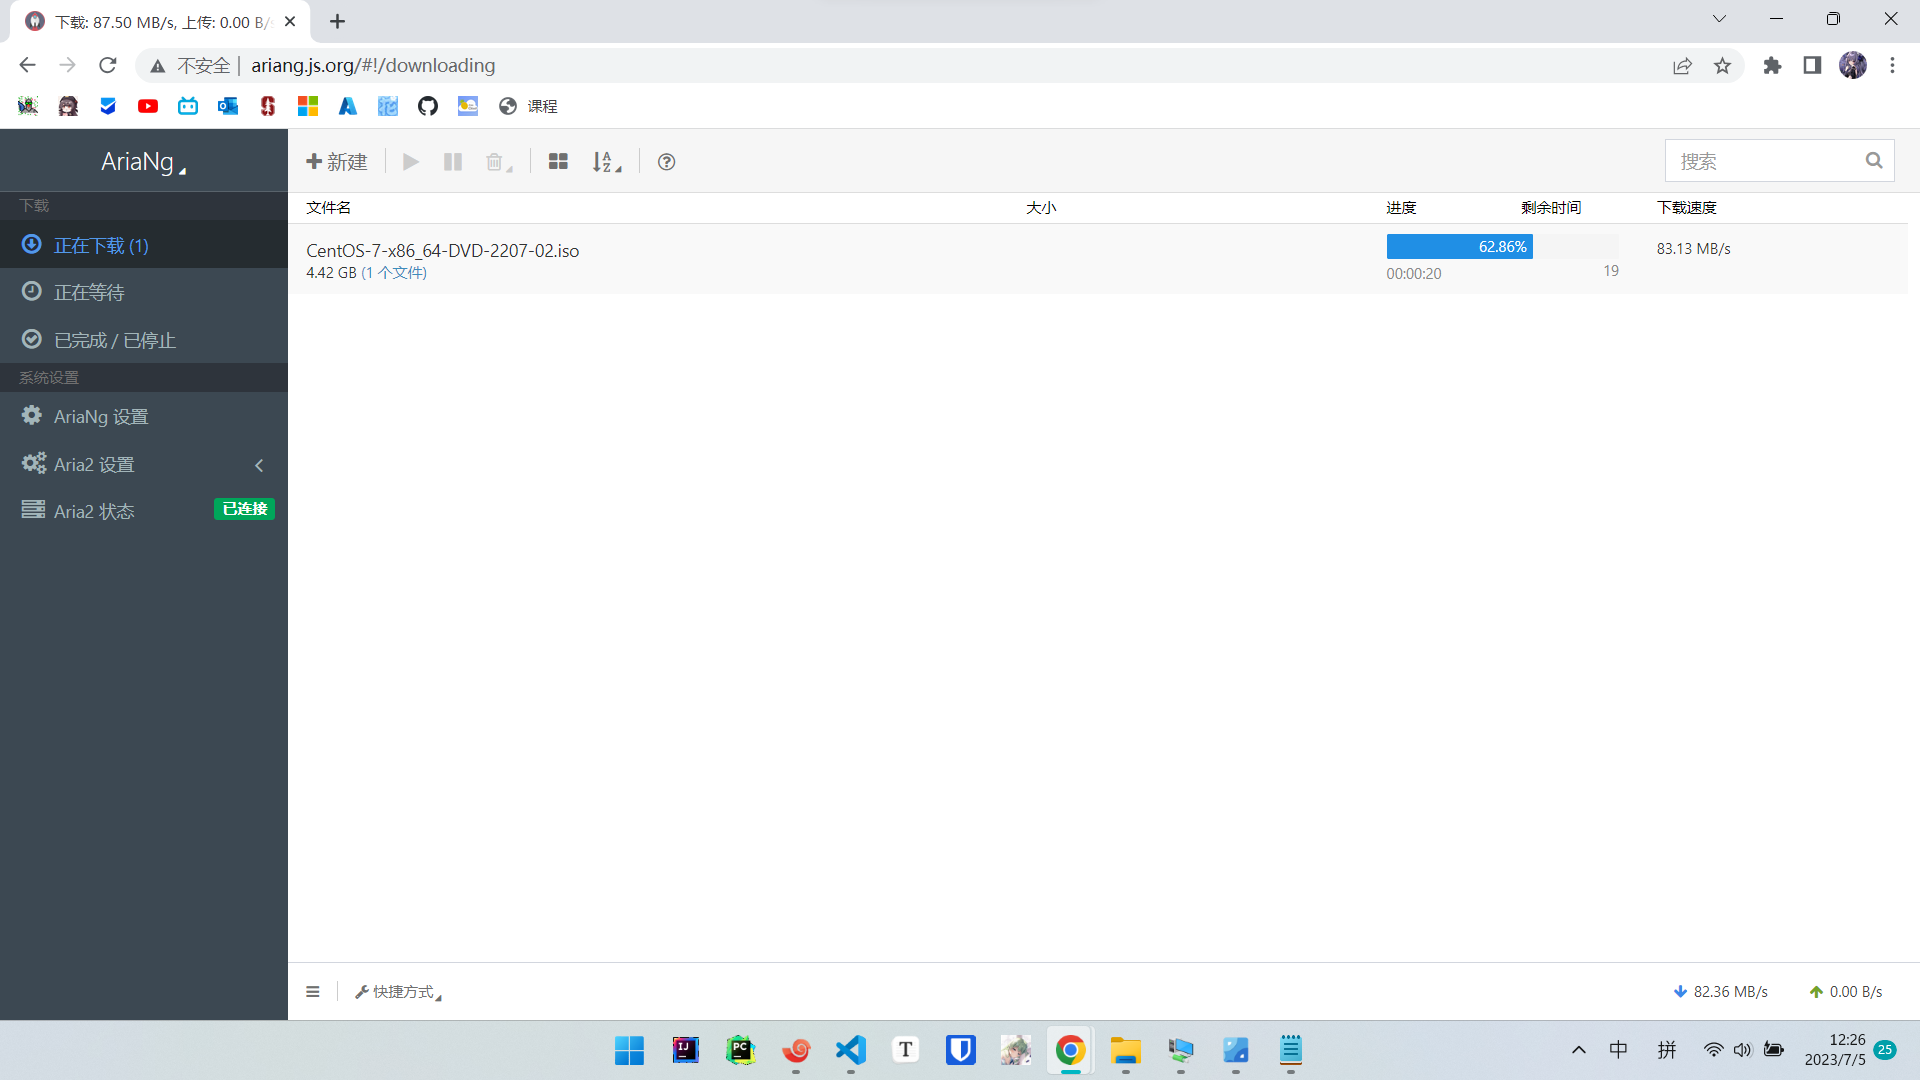 下载: 87.50 MB/s, 上传: 0.00 B/s
不安全 | ariang.js.org/#!/downloading
课程
AriaNg
新建
搜索
下载
正在下载 (1)
正在等待
已完成 / 已停止
系统设置
AriaNg 设置
Aria2 设置
Aria2 状态 已连接
文件名 大小 进度 剩余时间 下载速度
CentOS-7-x86_64-DVD-2207-02.iso 62.86% 83.13 MB/s
4.42 GB (1 个文件) 00:00:20 19
快捷方式 82.36 MB/s 0.00 B/s
IJ PC T 中 拼 12:26
2023/7/5 25